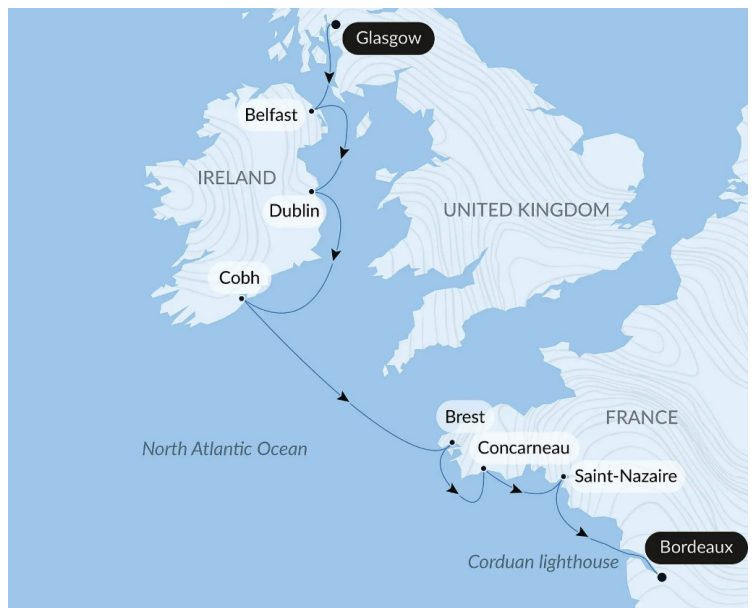 Glasgow
Belfast
IRELAND
Dublin
UNITED KINGDOM
Cobh
Brest
FRANCE
Concarneau
North Atlantic Ocean
Saint-Nazaire
Bordeaux
Corduan lighthouse